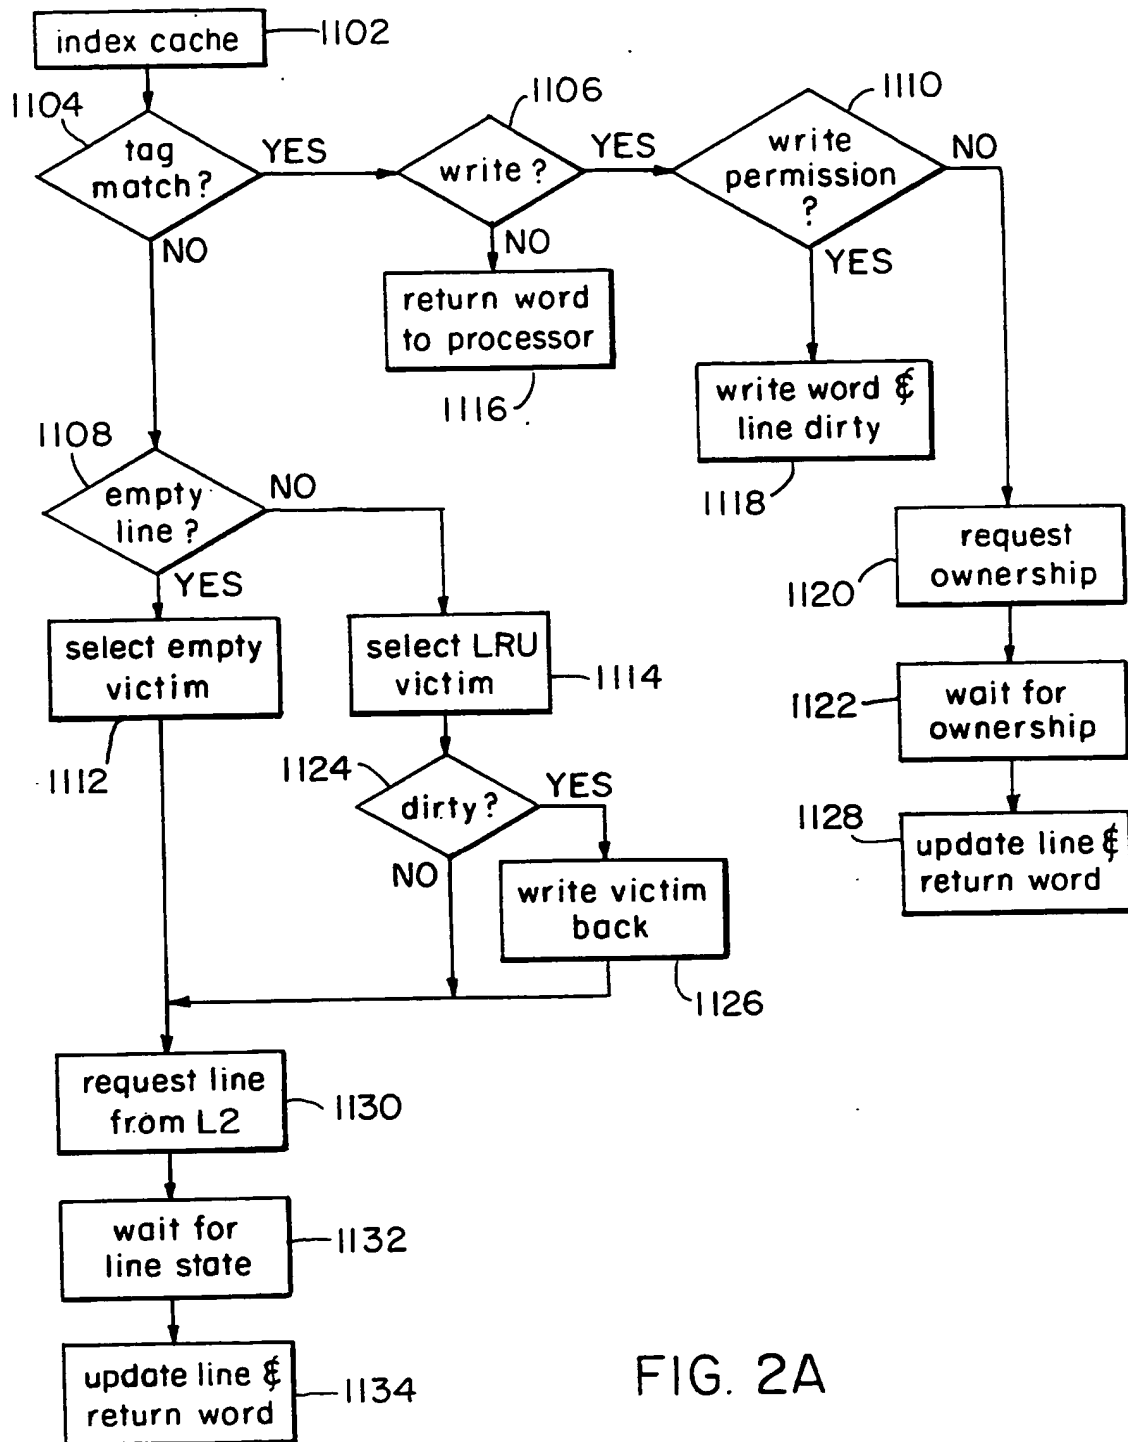 index cache
1102
1104
tag
match?
YES
NO
1106
write?
YES
NO
1110
write
permission
?
NO
YES
return word
to processor
1116
write word &
line dirty
1118
1108
empty
line?
NO
YES
request
ownership
1120
select empty
victim
1112
select LRU
victim
1114
wait for
ownership
1122
1124
dirty?
YES
NO
update line &
return word
1128
write victim
back
1126
request line
from L2
1130
wait for
line state
1132
update line &
return word
1134
FIG. 2A